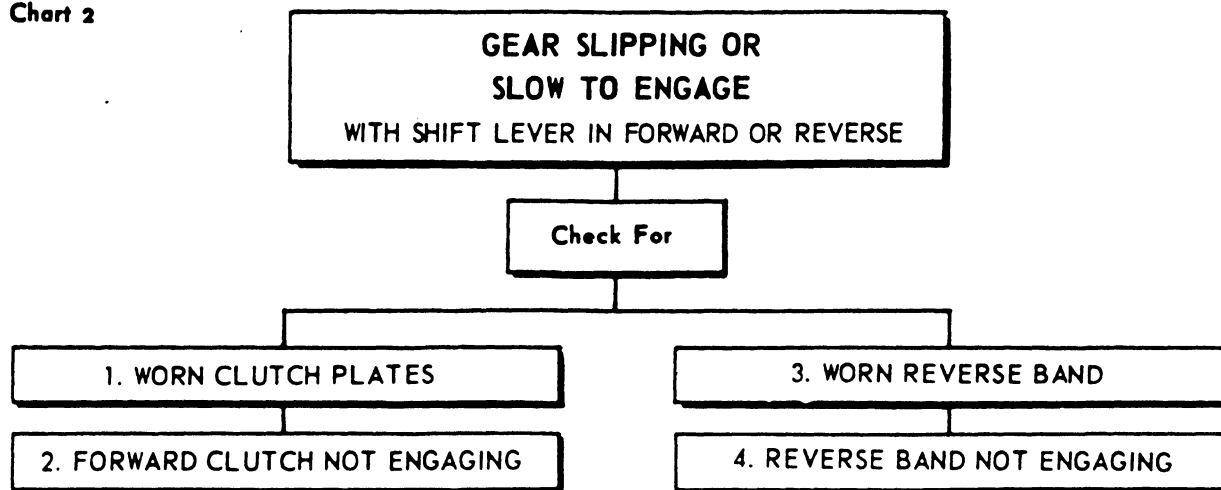 Chart 2
GEAR SLIPPING OR
SLOW TO ENGAGE
WITH SHIFT LEVER IN FORWARD OR REVERSE
Check For
1. WORN CLUTCH PLATES
2. FORWARD CLUTCH NOT ENGAGING
3. WORN REVERSE BAND
4. REVERSE BAND NOT ENGAGING